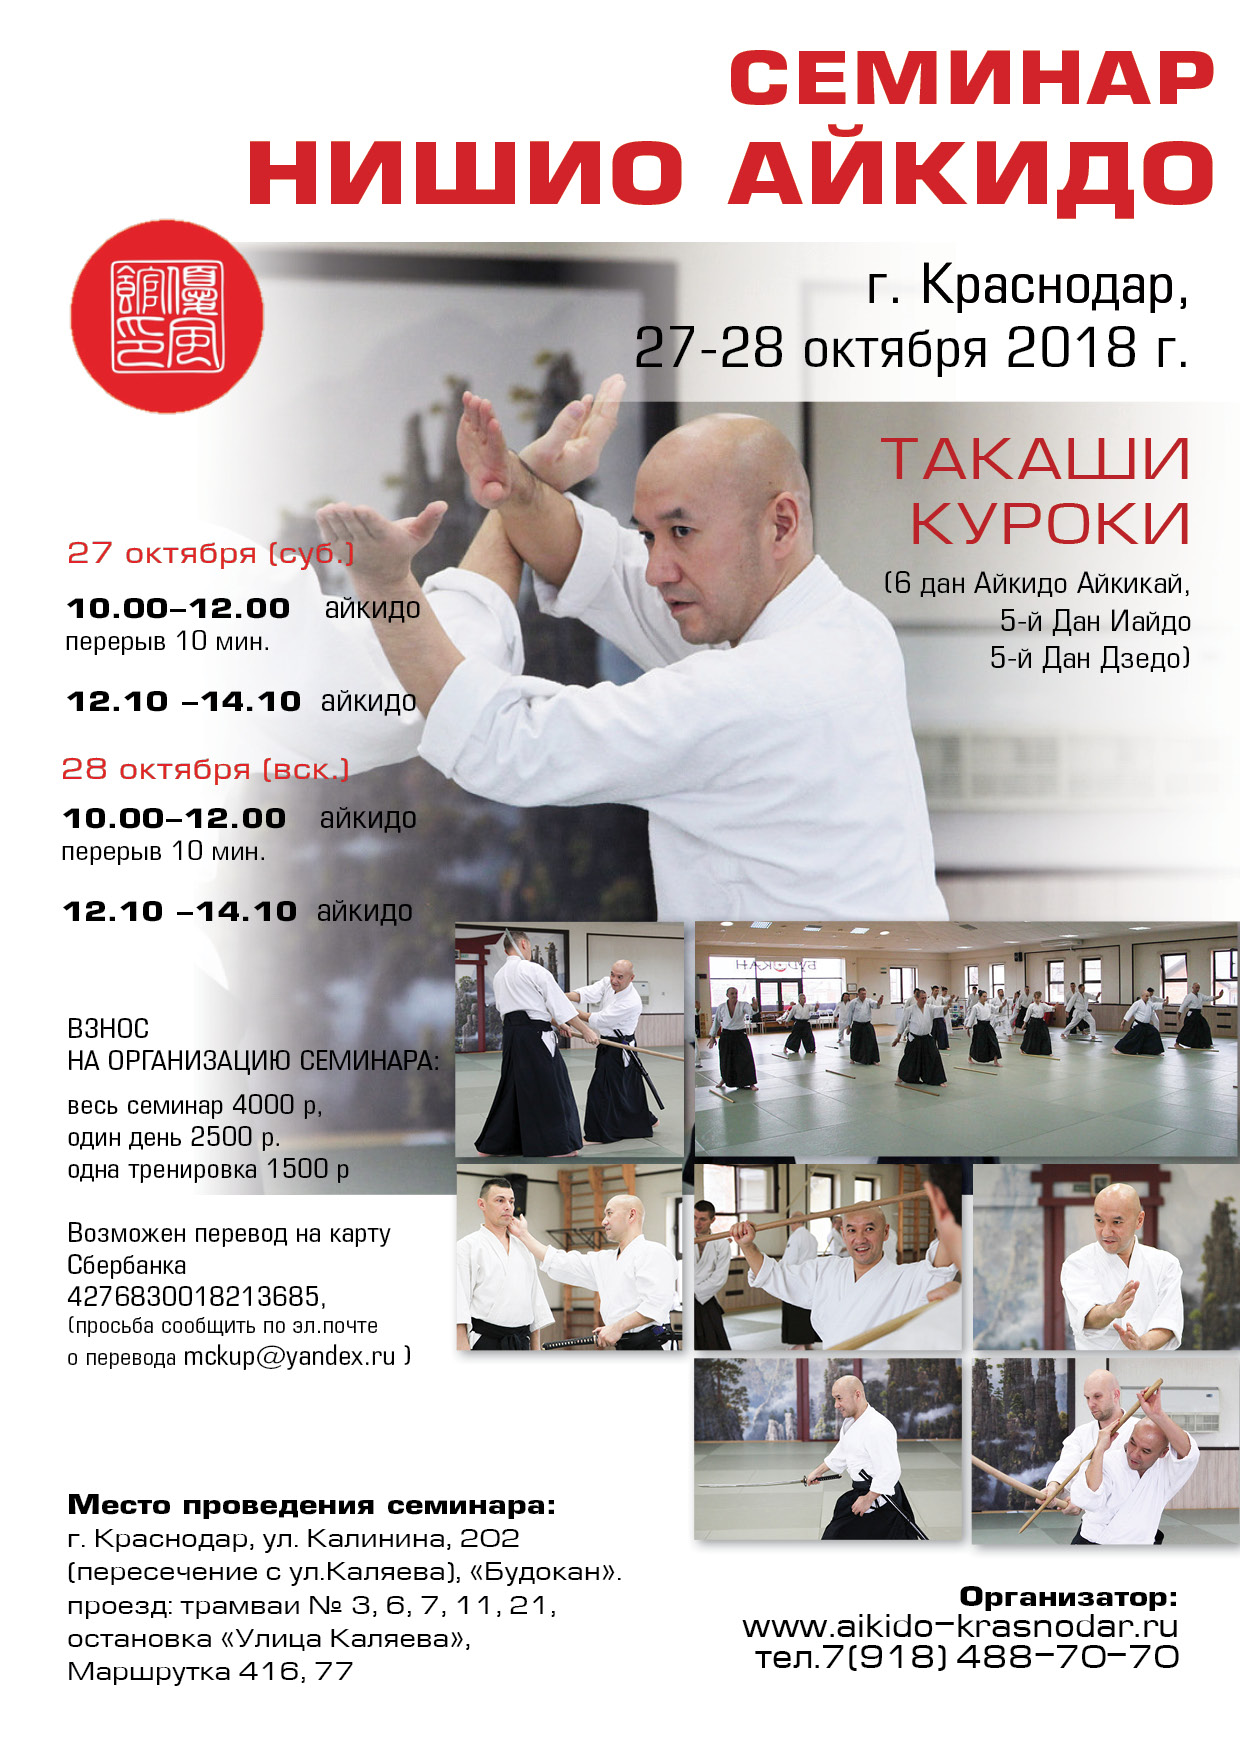 СЕМИНАР
НИШИО АЙКИДО
г. Краснодар,
27-28 октября 2018 г.
ТАКАШИ
КУРОКИ
(6 дан Айкидо Айкикай,
5-й Дан Иайдо
5-й Дан Дзедо)
27 октября (суб.)
10.00–12.00 айкидо
перерыв 10 мин.
12.10 –14.10 айкидо
28 октября (вск.)
10.00–12.00 айкидо
перерыв 10 мин.
12.10 –14.10 айкидо
ВЗНОС
НА ОРГАНИЗАЦИЮ СЕМИНАРА:
весь семинар 4000 р,
один день 2500 р.
одна тренировка 1500 р
Возможен перевод на карту
Сбербанка
4276830018213685,
(просьба сообщить по эл.почте
о перевода mckup@yandex.ru )
БУДОКАН
Место проведения семинара:
г. Краснодар, ул. Калинина, 202
(пересечение с ул.Каляева), «Будокан».
проезд: трамваи № 3, 6, 7, 11, 21,
остановка «Улица Каляева»,
Маршрутка 416, 77
Организатор:
www.aikido-krasnodar.ru
тел.7(918) 488-70-70